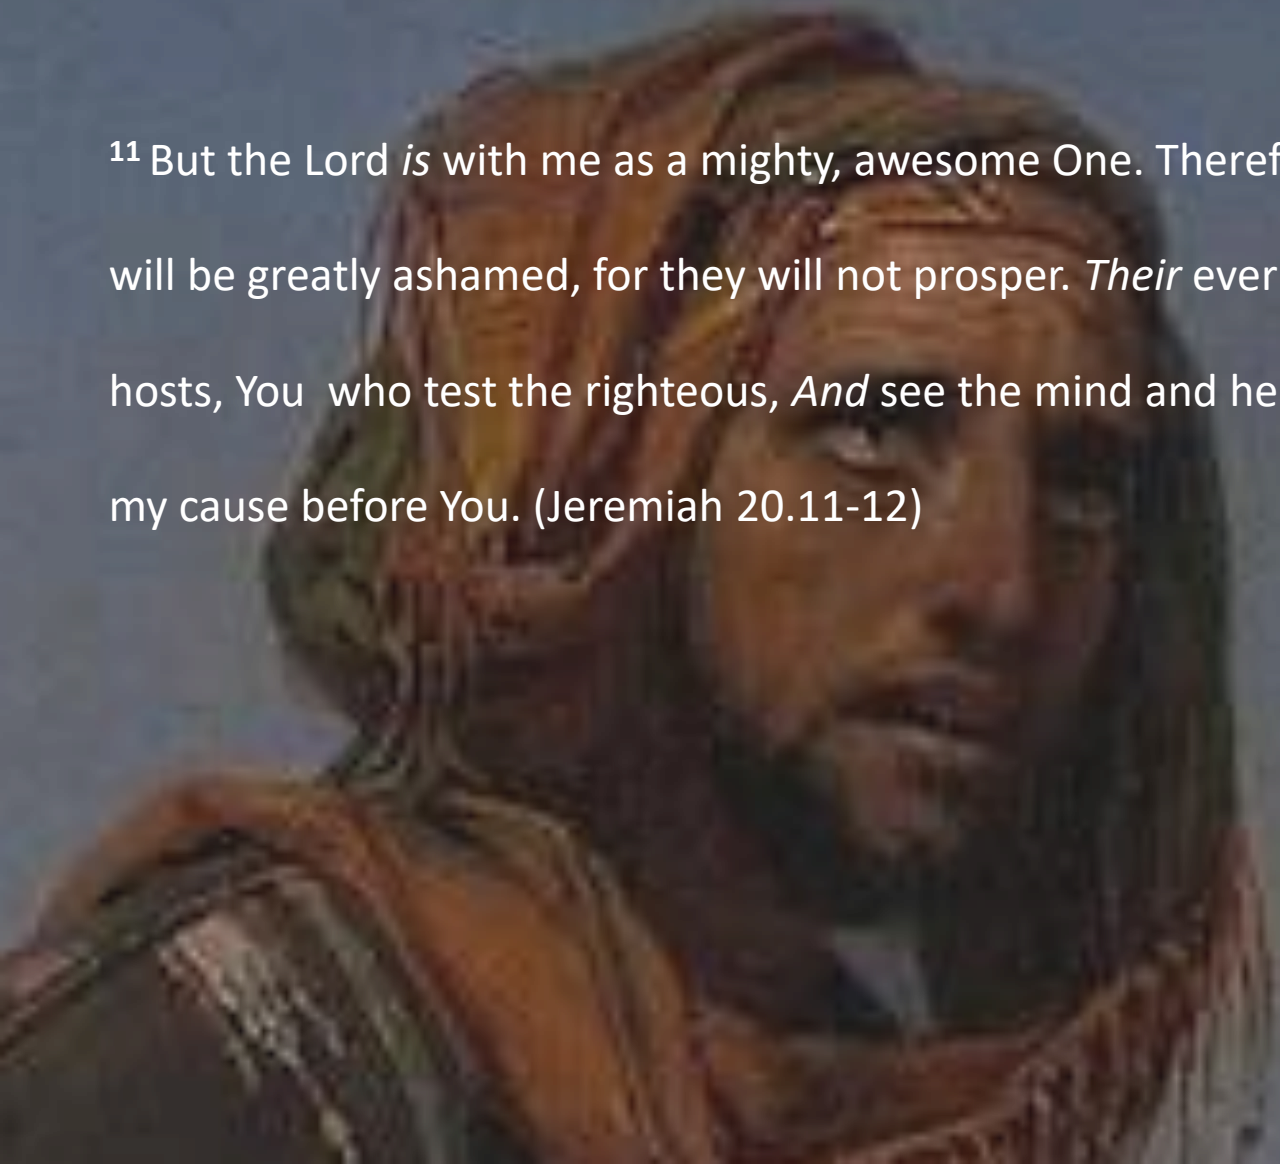 11 But the Lord is with me as a mighty, awesome One. Theref
will be greatly ashamed, for they will not prosper. Their ever
hosts, You  who test the righteous, And see the mind and he
my cause before You. (Jeremiah 20.11-12)